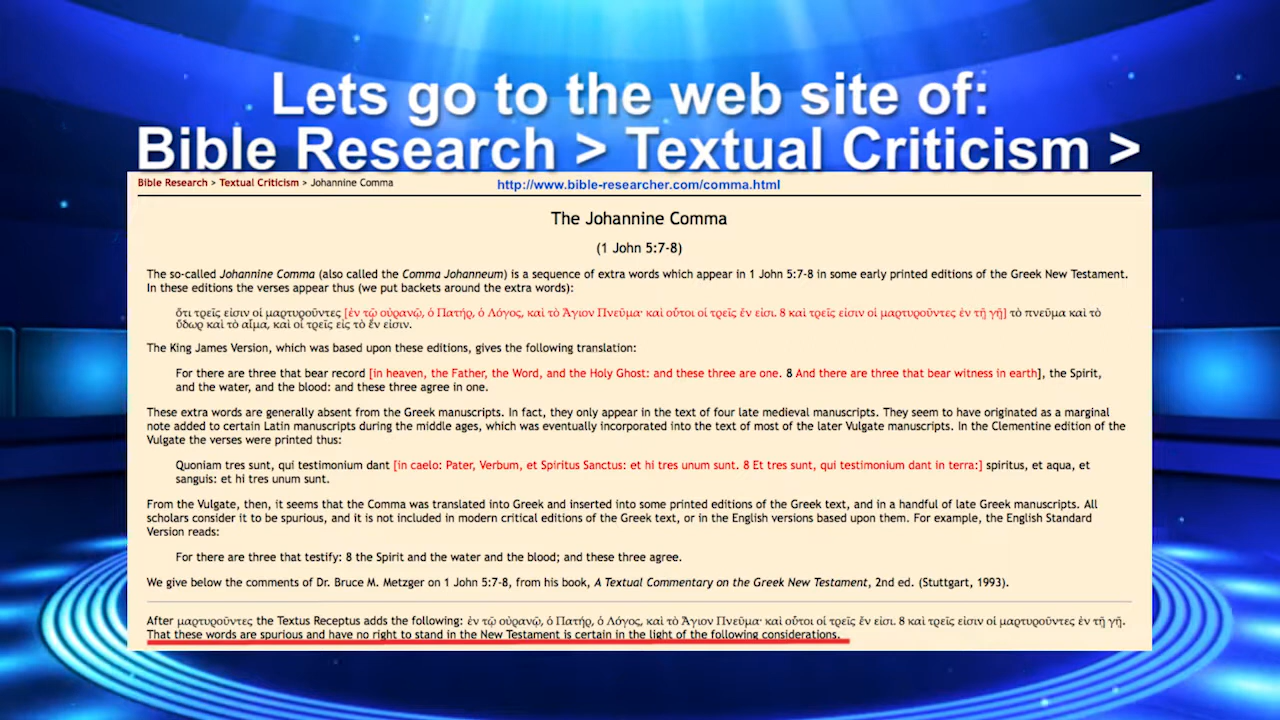 Lets go to the web site of:
Bible Research > Textual Criticism >
Bible Research > Textual Criticism > Johannine Comma http://www.bible-researcher.com/comma.html
The Johannine Comma
(1 John 5:7-8)
The so-called Johannine Comma (also called the Comma Johanneum) is a sequence of extra words which appear in 1 John 5:7-8 in some early printed editions of the Greek New Testament.
In these editions the verses appear thus (we put backets around the extra words):
ὅτι τρεῖς εἰσιν οἱ μαρτυροῦντες [ἐν τῷ οὐρανῷ, ὁ Πατήρ, ὁ Λόγος, καὶ τὸ Ἅγιον Πνεῦμα· καὶ οὗτοι οἱ τρεῖς ἕν εἰσι. 8 καὶ τρεῖς εἰσιν οἱ μαρτυροῦντες ἐν τῇ γῇ] τὸ πνεῦμα καὶ τὸ
ὕδωρ καὶ τὸ αἷμα, καὶ οἱ τρεῖς εἰς τὸ ἕν εἰσιν.
The King James Version, which was based upon these editions, gives the following translation:
For there are three that bear record [in heaven, the Father, the Word, and the Holy Ghost: and these three are one. 8 And there are three that bear witness in earth], the Spirit,
and the water, and the blood: and these three agree in one.
These extra words are generally absent from the Greek manuscripts. In fact, they only appear in the text of four late medieval manuscripts. They seem to have originated as a marginal
note added to certain Latin manuscripts during the middle ages, which was eventually incorporated into the text of most of the later Vulgate manuscripts. In the Clementine edition of the
Vulgate the verses were printed thus:
Quoniam tres sunt, qui testimonium dant [in caelo: Pater, Verbum, et Spiritus Sanctus: et hi tres unum sunt. 8 Et tres sunt, qui testimonium dant in terra:] spiritus, et aqua, et
sanguis: et hi tres unum sunt.
From the Vulgate, then, it seems that the Comma was translated into Greek and inserted into some printed editions of the Greek text, and in a handful of late Greek manuscripts. All
scholars consider it to be spurious, and it is not included in modern critical editions of the Greek text, or in the English versions based upon them. For example, the English Standard
Version reads:
For there are three that testify: 8 the Spirit and the water and the blood; and these three agree.
We give below the comments of Dr. Bruce M. Metzger on 1 John 5:7-8, from his book, A Textual Commentary on the Greek New Testament, 2nd ed. (Stuttgart, 1993).
After μαρτυροῦντες the Textus Receptus adds the following: ἐν τῷ οὐρανῷ, ὁ Πατήρ, ὁ Λόγος, καὶ τὸ Ἅγιον Πνεῦμα· καὶ οὗτοι οἱ τρεῖς ἕν εἰσι. 8 καὶ τρεῖς εἰσιν οἱ μαρτυροῦντες ἐν τῇ γῇ.
That these words are spurious and have no right to stand in the New Testament is certain in the light of the following considerations.